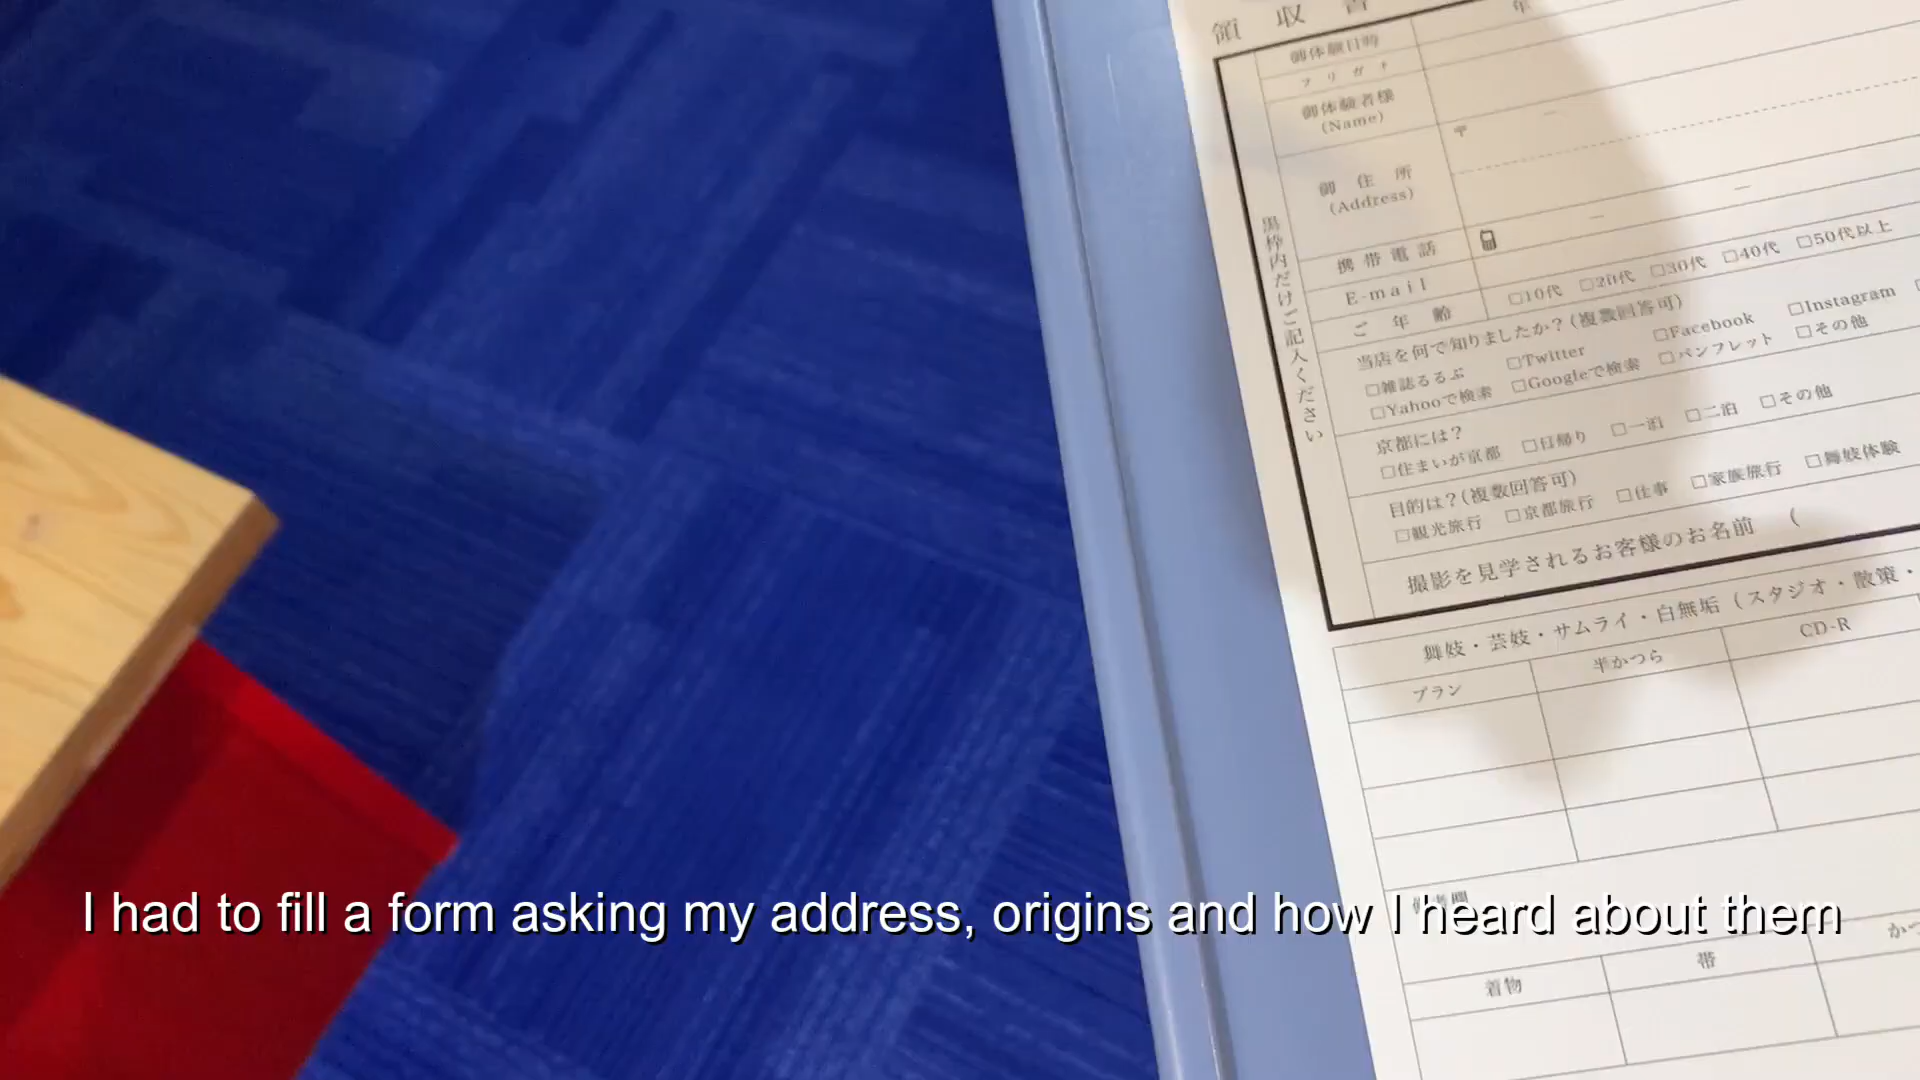 領 収 書
年
御体験日時
フ リ ガ ナ
御体験者様
(Name)
〒 ー
御 住 所
(Address)
携 帯 電 話
E-mail
ご 年 齢 □10代 □20代 □30代 □40代 □50代以上
当店を何で知りましたか？(複数回答可)
□雑誌るるぶ □Twitter □Facebook □Instagram
□Yahooで検索 □Googleで検索 □パンフレット □その他
京都には？
□住まいが京都 □日帰り □一泊 □二泊 □その他
目的は？(複数回答可)
□観光旅行 □京都旅行 □仕事 □家族旅行 □舞妓体験
撮影を見学されるお客様のお名前 (
黒枠内だけご記入ください
舞妓・芸妓・サムライ・白無垢 (スタジオ・散策・
プラン 半かつら CD-R
I had to fill a form asking my address, origins and how I heard about them
着物 帯